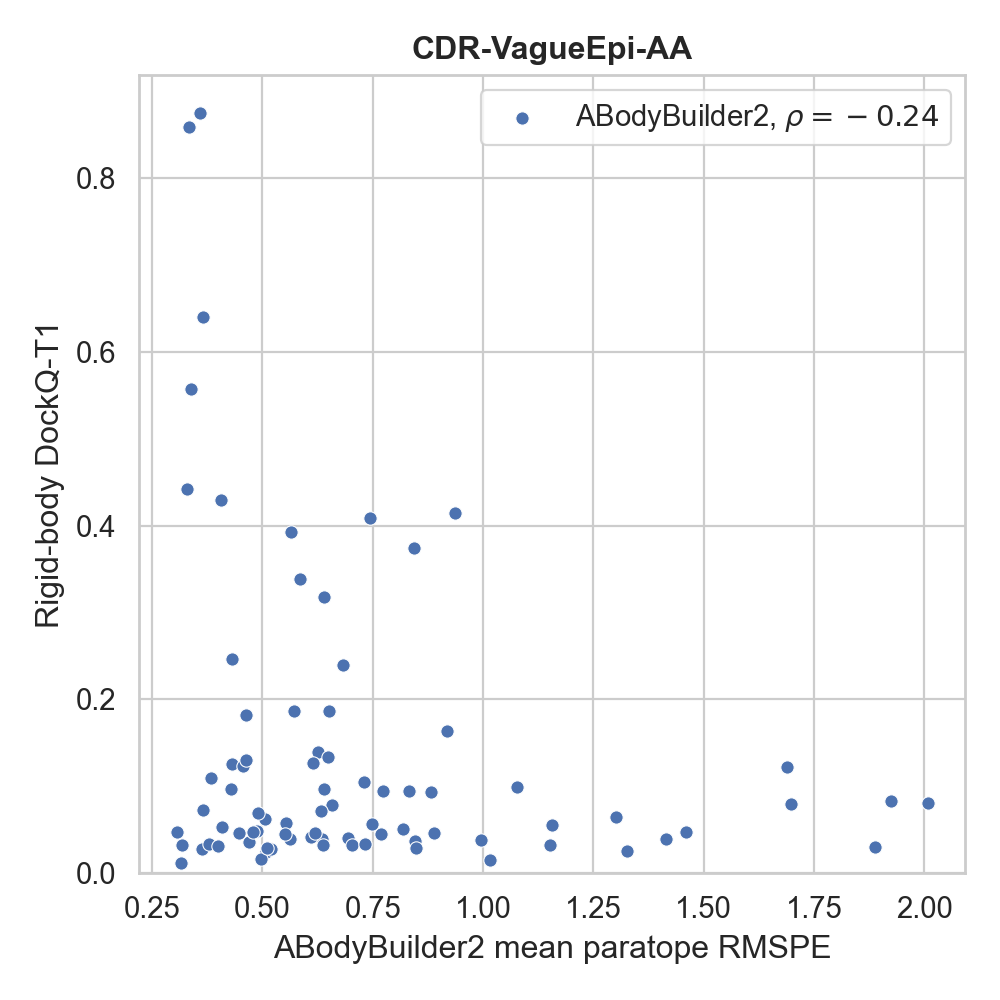 CDR-VagueEpi-AA
ABodyBuilder2, ρ = − 0.24
Rigid-body DockQ-T1
0.8
0.6
0.4
0.2
0.0
0.25 0.50 0.75 1.00 1.25 1.50 1.75 2.00
ABodyBuilder2 mean paratope RMSPE